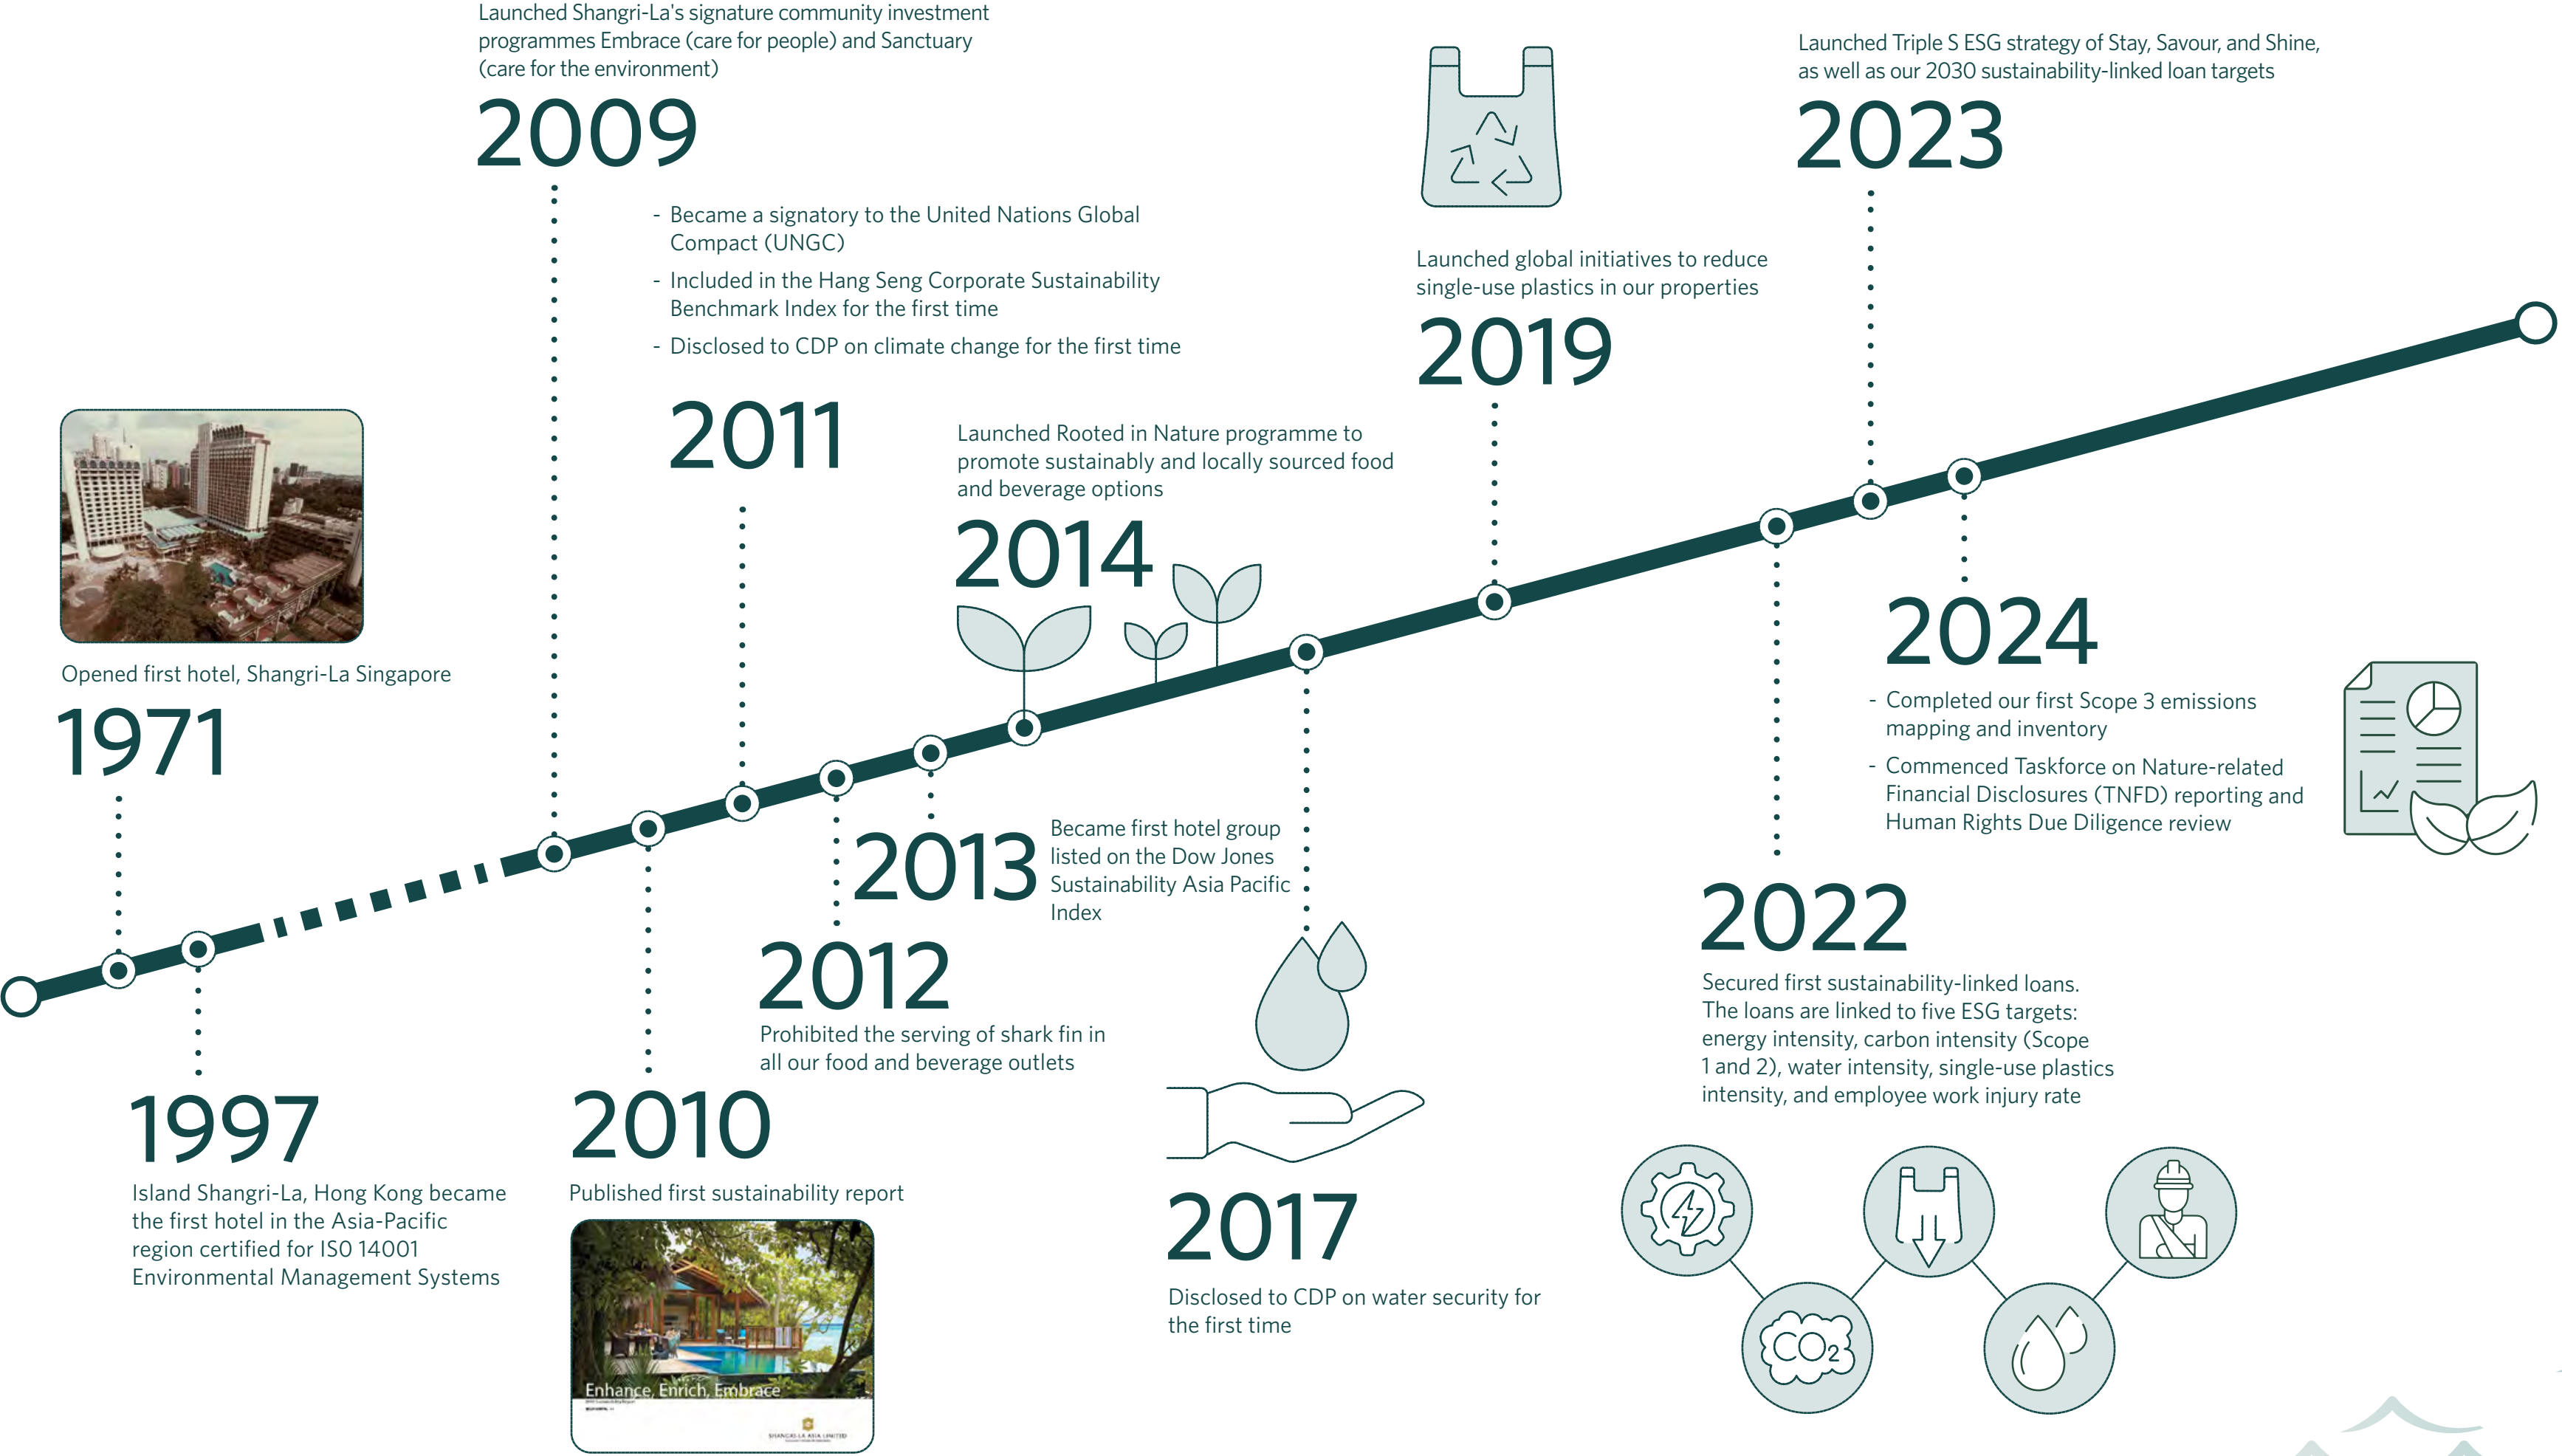 Launched Shangri-La's signature community investment
programmes Embrace (care for people) and Sanctuary
(care for the environment)
2009
- Became a signatory to the United Nations Global
Compact (UNGC)
- Included in the Hang Seng Corporate Sustainability
Benchmark Index for the first time
- Disclosed to CDP on climate change for the first time
2011
Launched Rooted in Nature programme to
promote sustainably and locally sourced food
and beverage options
2014
Launched global initiatives to reduce
single-use plastics in our properties
2019
Launched Triple S ESG strategy of Stay, Savour, and Shine,
as well as our 2030 sustainability-linked loan targets
2023
Opened first hotel, Shangri-La Singapore
1971
1997
Island Shangri-La, Hong Kong became
the first hotel in the Asia-Pacific
region certified for ISO 14001
Environmental Management Systems
2010
Published first sustainability report
Enhance, Enrich, Embrace
SHANGRI-LA ASIA LIMITED
2012
Prohibited the serving of shark fin in
all our food and beverage outlets
2013
Became first hotel group
listed on the Dow Jones
Sustainability Asia Pacific
Index
2017
Disclosed to CDP on water security for
the first time
2022
Secured first sustainability-linked loans.
The loans are linked to five ESG targets:
energy intensity, carbon intensity (Scope
1 and 2), water intensity, single-use plastics
intensity, and employee work injury rate
CO2
2024
- Completed our first Scope 3 emissions
mapping and inventory
- Commenced Taskforce on Nature-related
Financial Disclosures (TNFD) reporting and
Human Rights Due Diligence review